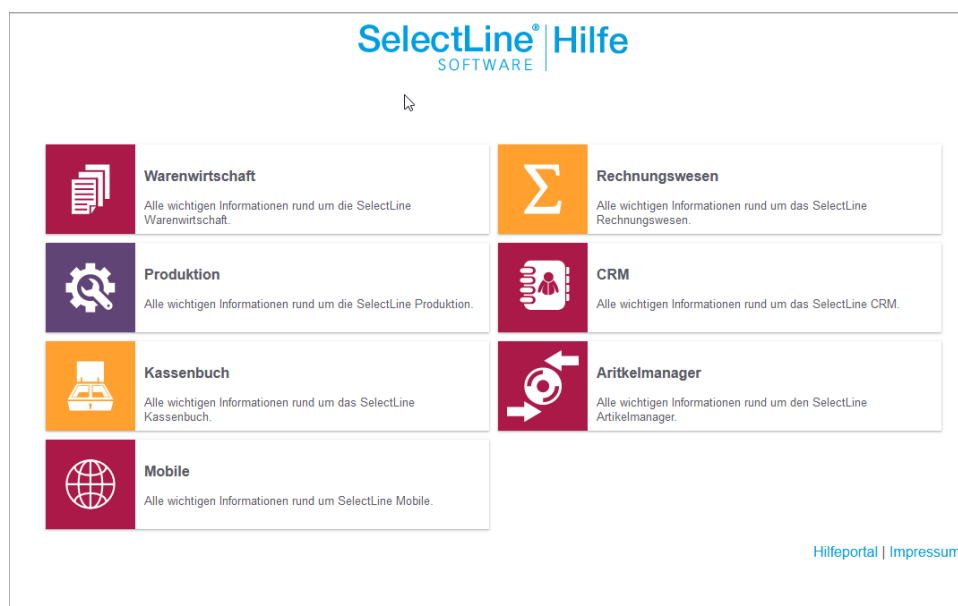 SelectLine® Hilfe
SOFTWARE
Warenwirtschaft
Alle wichtigen Informationen rund um die SelectLine
Warenwirtschaft.
Σ
Rechnungswesen
Alle wichtigen Informationen rund um das SelectLine
Rechnungswesen.
Produktion
Alle wichtigen Informationen rund um die SelectLine Produktion.
CRM
Alle wichtigen Informationen rund um das SelectLine CRM.
Kassenbuch
Alle wichtigen Informationen rund um das SelectLine
Kassenbuch.
Aritkelmanager
Alle wichtigen Informationen rund um den SelectLine
Artikelmanager.
Mobile
Alle wichtigen Informationen rund um SelectLine Mobile.
Hilfeportal | Impressum